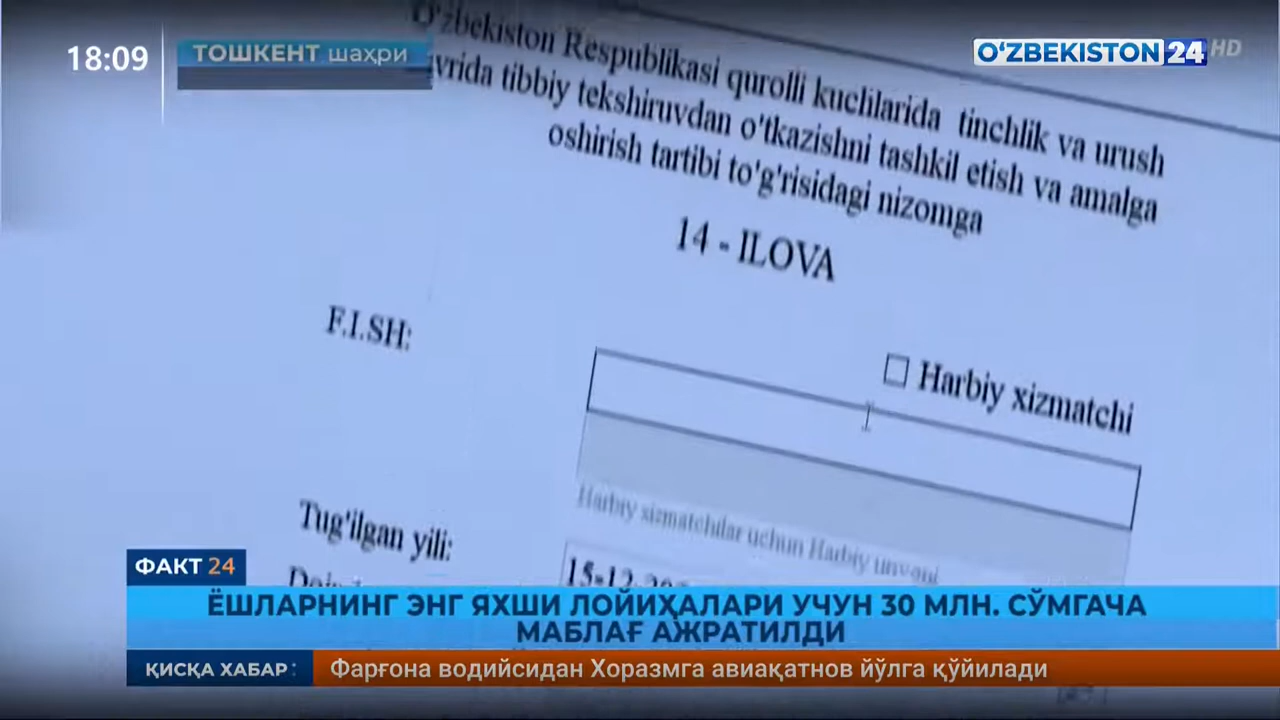 18:09
ТОШКЕНТ шаҳри
O‘ZBEKISTON 24 HD
O'zbekiston Respublikasi qurolli kuchlarida tinchlik va urush
tibbiy tekshiruvdan o'tkazishni tashkil etish va amalga
oshirish tartibi to'g'risidagi nizomga
14 - ILOVA
F.I.SH:
Harbiy xizmatchi
Harbiy xizmatchilar uchun Harbiy unvoni
Tug'ilgan yili:
ФАКТ 24
ЁШЛАРНИНГ ЭНГ ЯХШИ ЛОЙИҲАЛАРИ УЧУН 30 МЛН. СЎМГАЧА
МАБЛАҒ АЖРАТИЛДИ
ҚИСҚА ХАБАР:
Фарғона водийсидан Хоразмга авиақатнов йўлга қўйилади